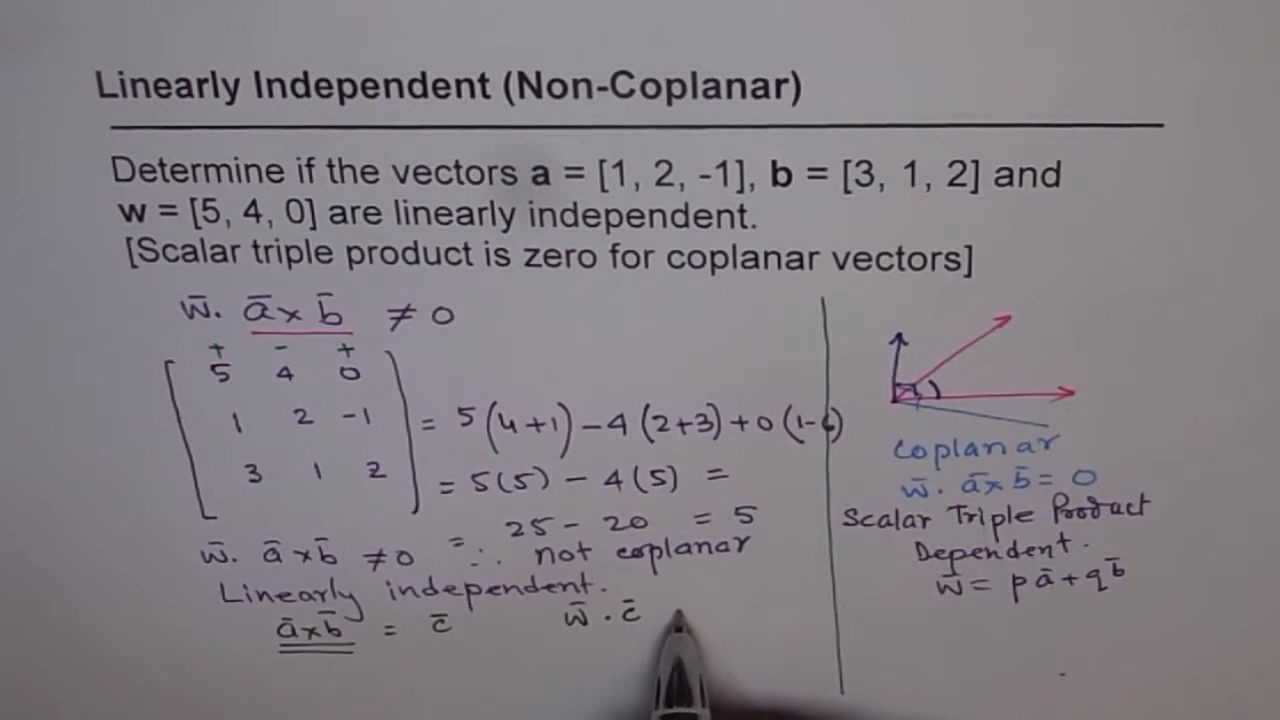 Linearly Independent (Non-Coplanar)
Determine if the vectors a = [1, 2, -1], b = [3, 1, 2] and
w = [5, 4, 0] are linearly independent.
[Scalar triple product is zero for coplanar vectors]
w̄. ā × b̄ ≠ 0
+ - +
5 4 0
1 2 -1 = 5(4+1) - 4(2+3) + 0(1-6)
3 1 2 = 5(5) - 4(5) =
= 25 - 20 = 5
w̄. ā × b̄ ≠ 0 ∴ not coplanar
Linearly independent.
ā × b̄ = c̄ w̄ . c̄
coplanar
w̄. ā × b̄ = 0
Scalar Triple Product
Dependent.
w̄ = pā + qb̄